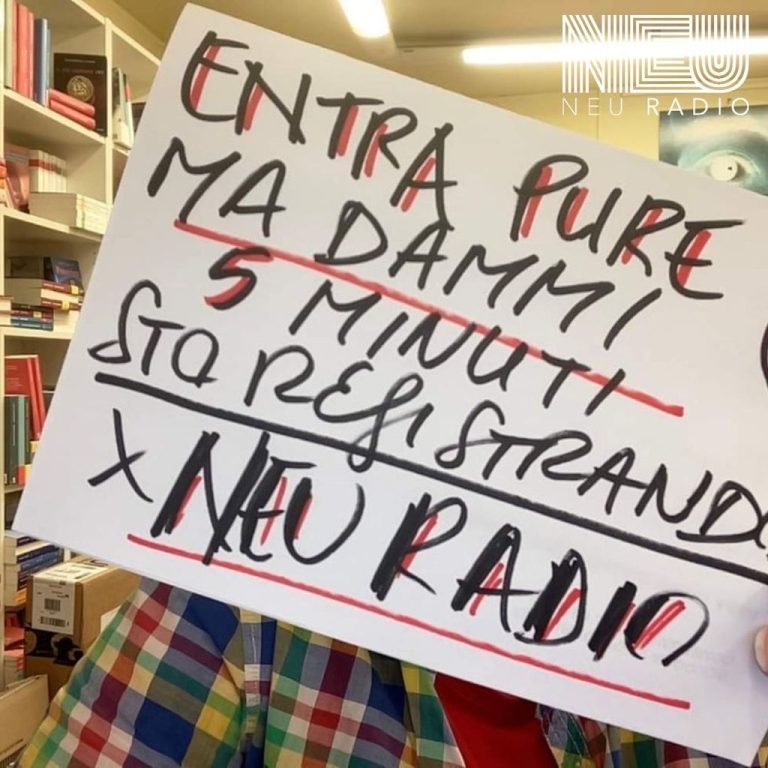 NEU
NEU RADIO
ENTRA PURE
MA DAMMI
5 MINUTI
STO REGISTRANDO
X NEU RADIO